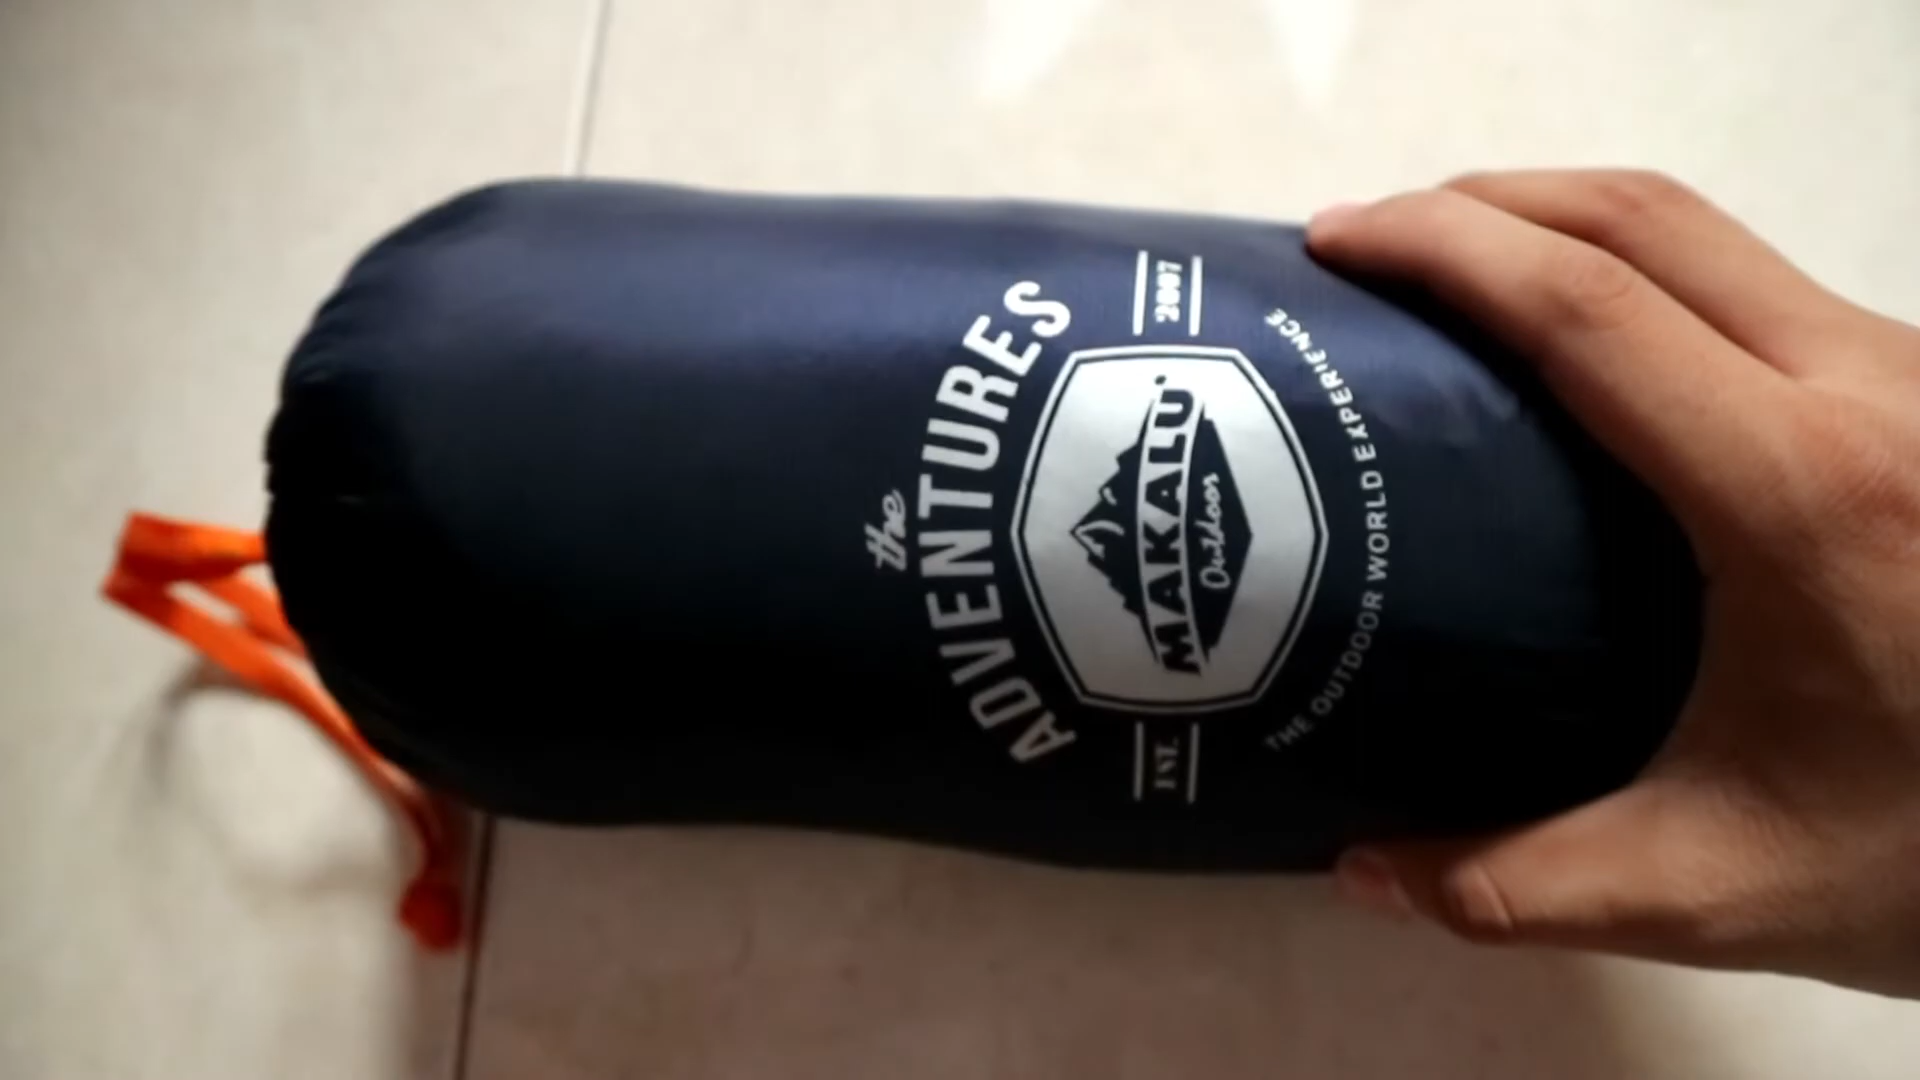 the
ADVENTURES
EST. 2007
MAKALU
Outdoor
THE OUTDOOR WORLD EXPERIENCE